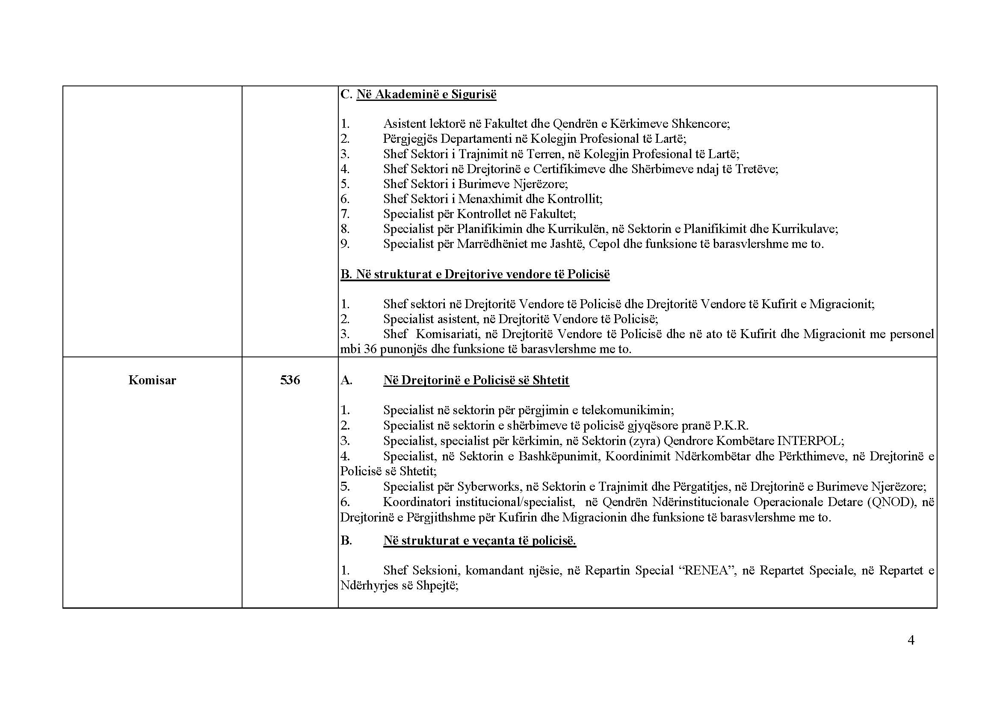 C. Në Akademinë e Sigurisë
1. Asistent lektorë në Fakultet dhe Qendrën e Kërkimeve Shkencore;
2. Përgjegjës Departamenti në Kolegjin Profesional të Lartë;
3. Shef Sektori i Trajnimit në Terren, në Kolegjin Profesional të Lartë;
4. Shef Sektori në Drejtorinë e Certifikimeve dhe Shërbimeve ndaj të Tretëve;
5. Shef Sektori i Burimeve Njerëzore;
6. Shef Sektori i Menaxhimit dhe Kontrollit;
7. Specialist për Kontrollet në Fakultet;
8. Specialist për Planifikimin dhe Kurrikulën, në Sektorin e Planifikimit dhe Kurrikulave;
9. Specialist për Marrëdhëniet me Jashtë, Cepol dhe funksione të barasvlershme me to.
B. Në strukturat e Drejtorive vendore të Policisë
1. Shef sektori në Drejtoritë Vendore të Policisë dhe Drejtoritë Vendore të Kufirit e Migracionit;
2. Specialist asistent, në Drejtoritë Vendore të Policisë;
3. Shef Komisariati, në Drejtoritë Vendore të Policisë dhe në ato të Kufirit dhe Migracionit me personel
mbi 36 punonjës dhe funksione të barasvlershme me to.
Komisar 536 A. Në Drejtorinë e Policisë së Shtetit
1. Specialist në sektorin për përgjimin e telekomunikimin;
2. Specialist në sektorin e shërbimeve të policisë gjyqësore pranë P.K.R.
3. Specialist, specialist për kërkimin, në Sektorin (zyra) Qendrore Kombëtare INTERPOL;
4. Specialist, në Sektorin e Bashkëpunimit, Koordinimit Ndërkombëtar dhe Përkthimeve, në Drejtorinë e
Policisë së Shtetit;
5. Specialist për Syberworks, në Sektorin e Trajnimit dhe Përgatitjes, në Drejtorinë e Burimeve Njerëzore;
6. Koordinatori institucional/specialist, në Qendrën Ndërinstitucionale Operacionale Detare (QNOD), në
Drejtorinë e Përgjithshme për Kufirin dhe Migracionin dhe funksione të barasvlershme me to.
B. Në strukturat e veçanta të policisë.
1. Shef Seksioni, komandant njësie, në Repartin Special “RENEA”, në Repartet Speciale, në Repartet e
Ndërhyrjes së Shpejtë;
4